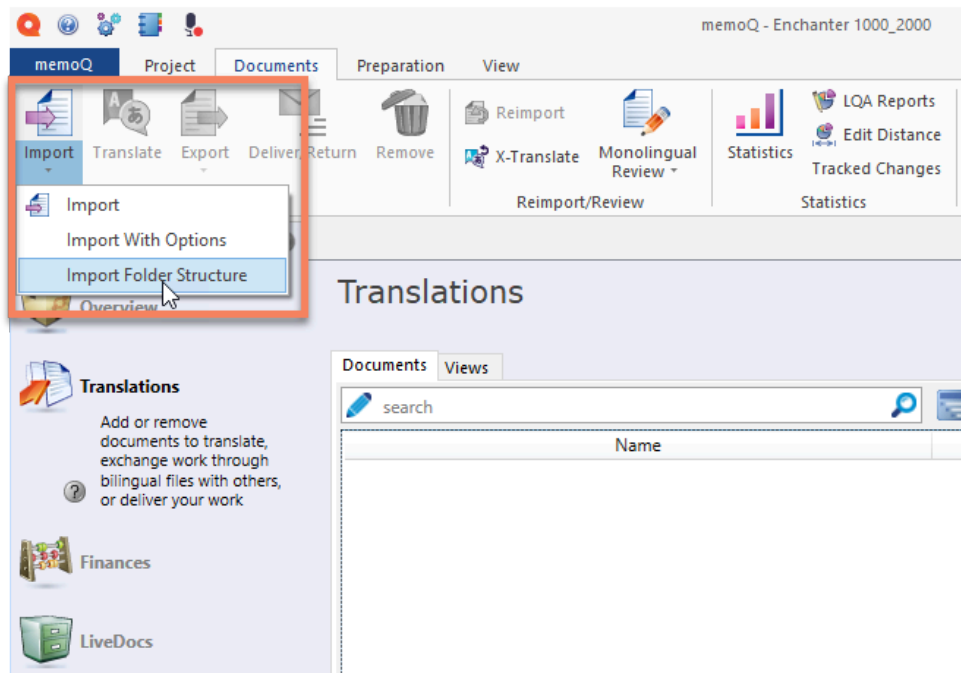 memoQ - Enchanter 1000_2000
memoQ Project Documents Preparation View
Import Translate Export Deliver/Return Remove
Reimport
X-Translate
Monolingual
Review
Reimport/Review
Statistics
LQA Reports
Edit Distance
Tracked Changes
Statistics
Import
Import With Options
Import Folder Structure
Overview
Translations
Add or remove
documents to translate,
exchange work through
bilingual files with others,
or deliver your work
Finances
LiveDocs
Translations
Documents Views
search
Name